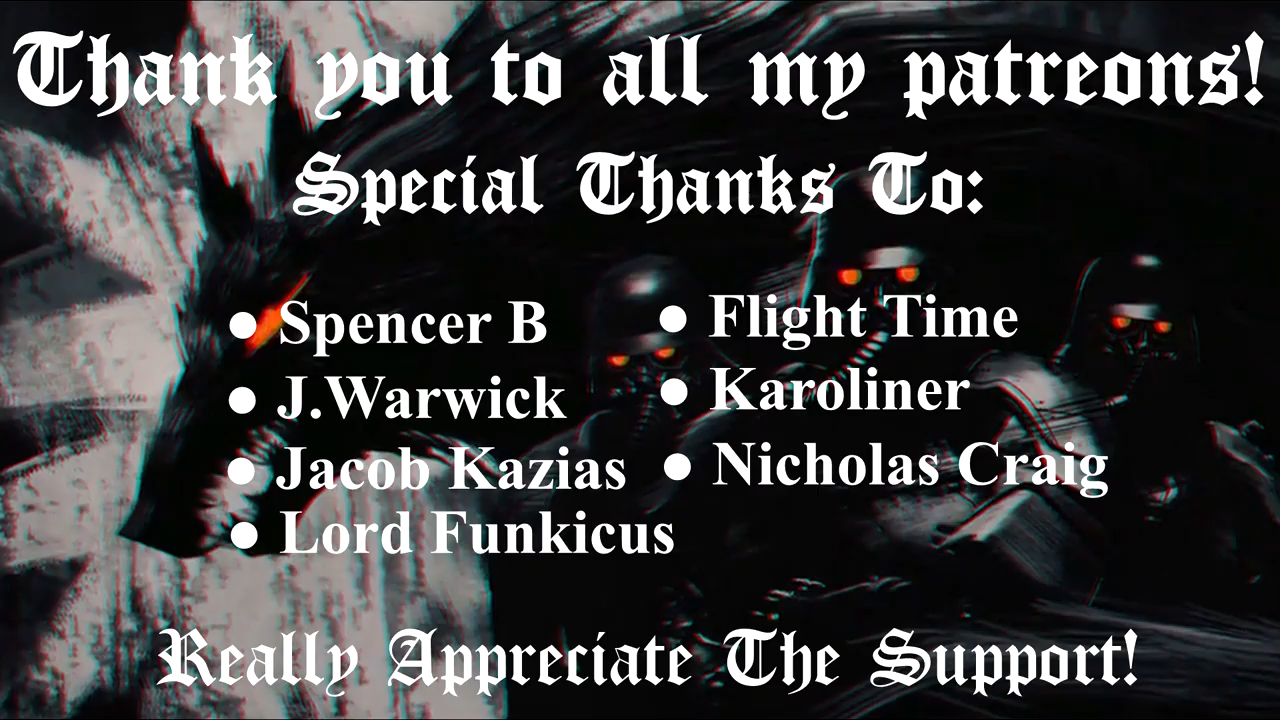 Thank you to all my patreons!
Special Thanks To:
● Spencer B
● J.Warwick
● Jacob Kazias
● Lord Funkicus
● Flight Time
● Karoliner
● Nicholas Craig
Really Appreciate The Support!